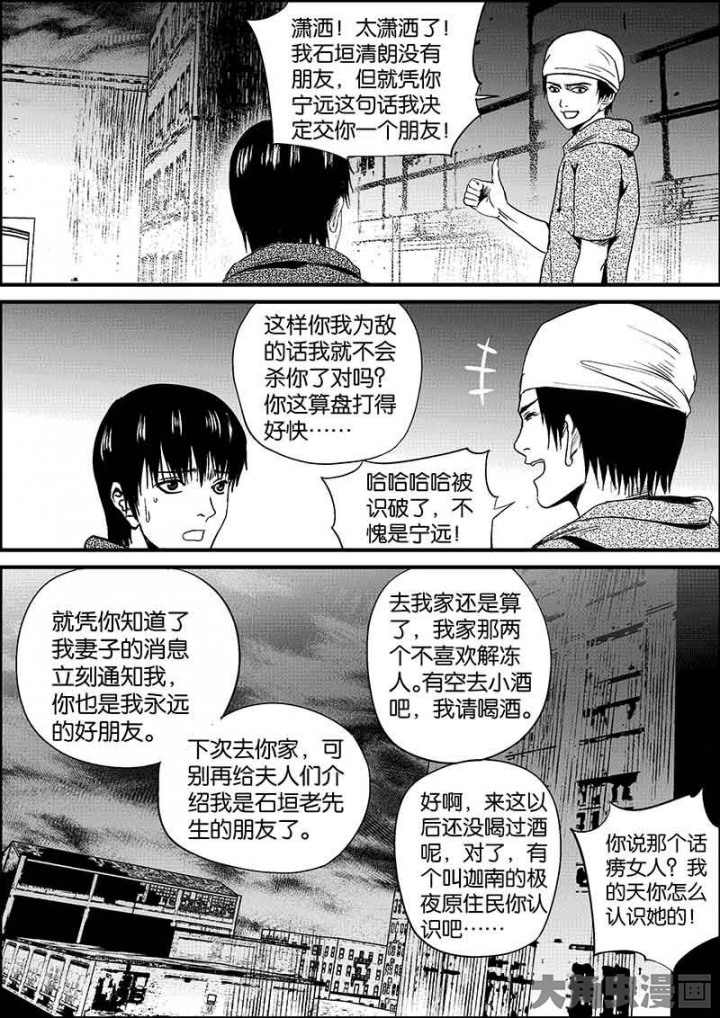 潇洒！太潇洒了！
我石垣清朗没有
朋友，但就凭你
宁远这句话我决
定交你一个朋友！
这样你我为敌
的话我就不会
杀你了对吗？
你这算盘打得
好快……
哈哈哈哈被
识破了，不
愧是宁远！
就凭你知道了
我妻子的消息
立刻通知我，
你也是我永远
的好朋友。
下次去你家，可
别再给夫人们介
绍我是石垣老先
生的朋友了。
去我家还是算
了，我家那两
个不喜欢解冻
人。有空去小酒
吧，我请喝酒。
好啊，来这以
后还没喝过酒
呢，对了，有
个叫迦南的极
夜原住民你认
识吧……
你说那个话
痨女人？我
的天你怎么
认识她的！
大角虫漫画